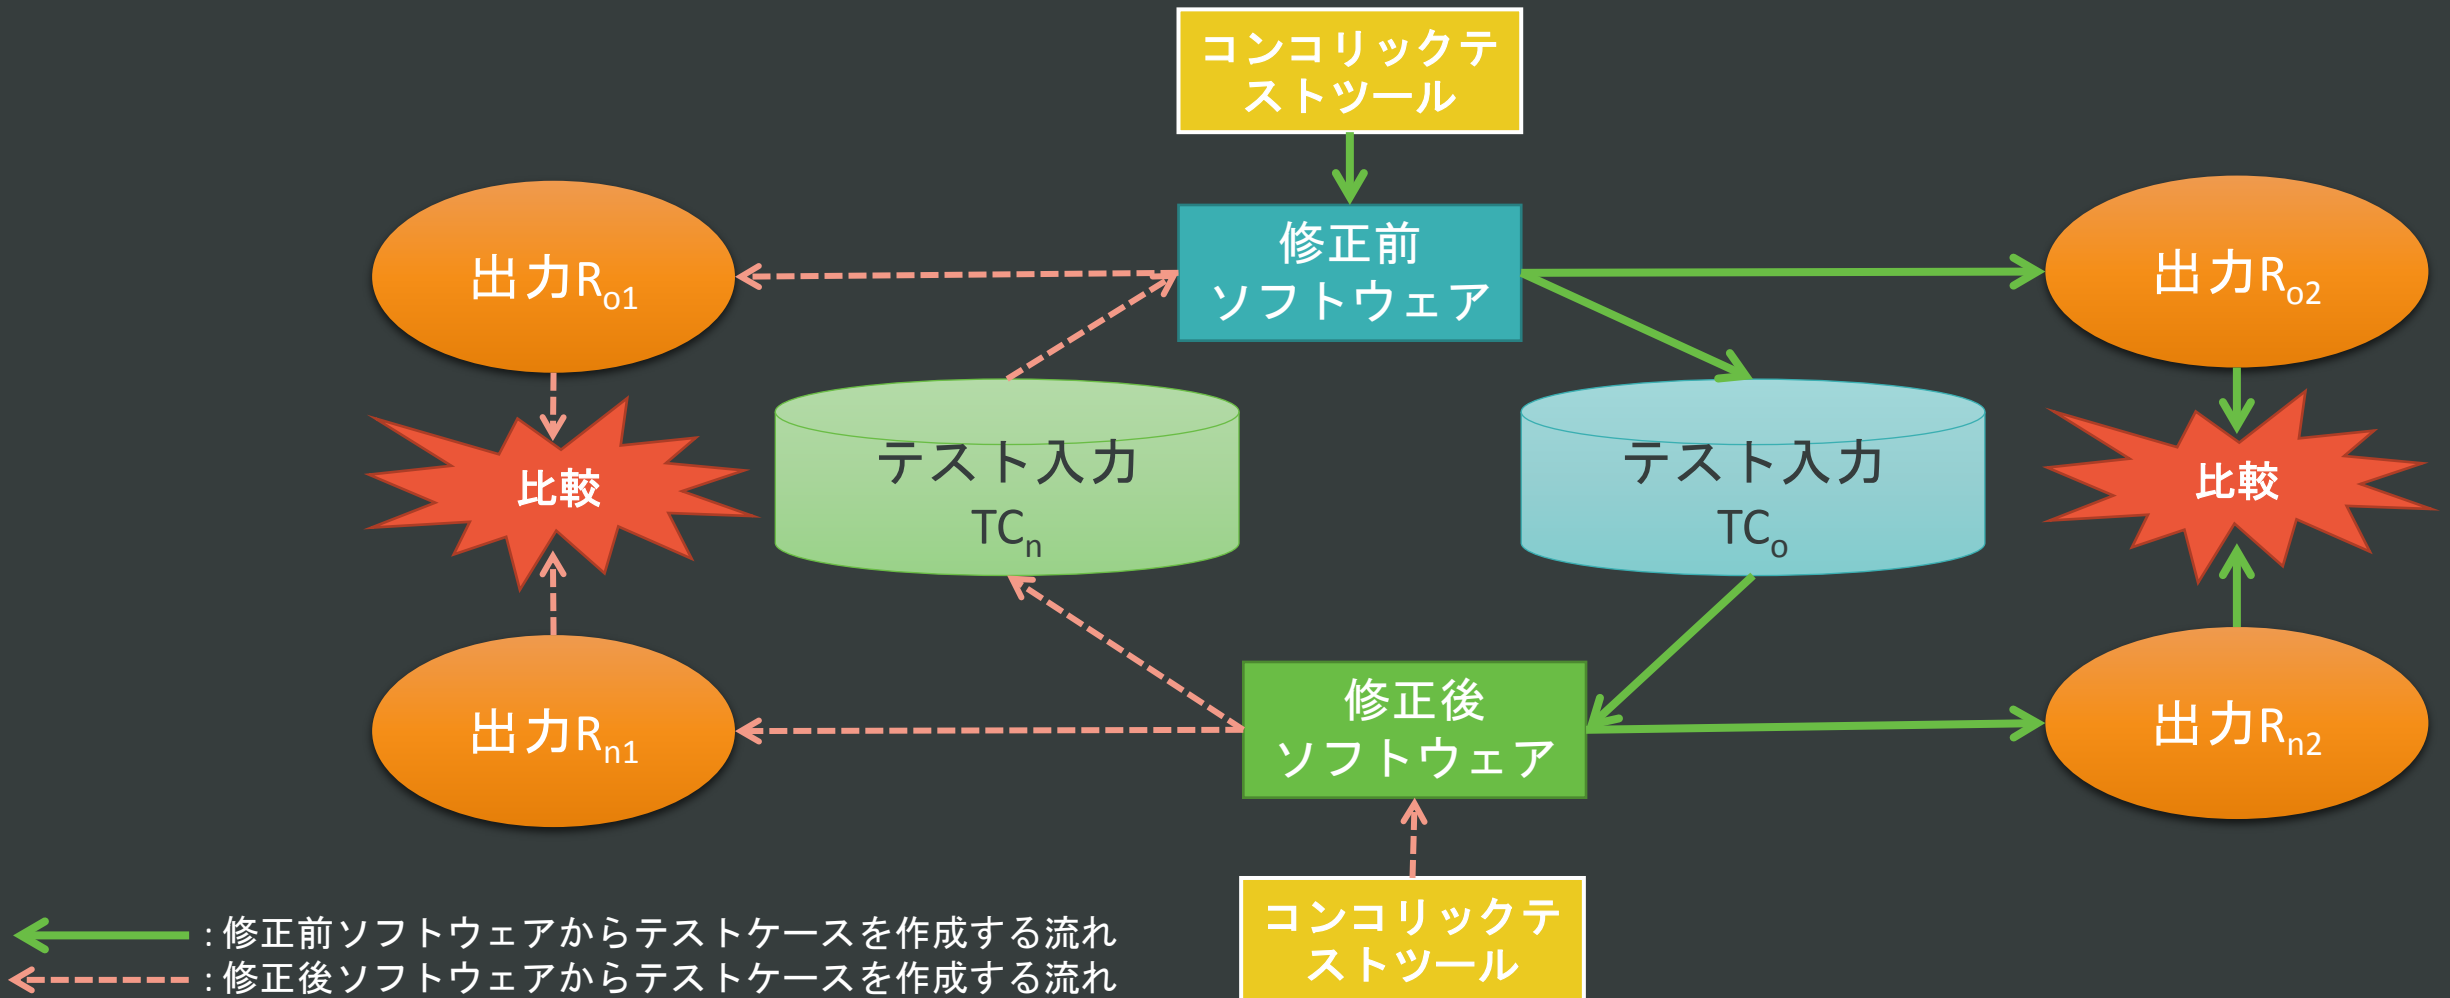 コンコリックテ
ストツール
修正前
ソフトウェア
出力Ro1
出力Ro2
テスト入力
TCn
テスト入力
TCo
比較
比較
修正後
ソフトウェア
出力Rn1
出力Rn2
コンコリックテ
ストツール
: 修正前ソフトウェアからテストケースを作成する流れ
: 修正後ソフトウェアからテストケースを作成する流れ